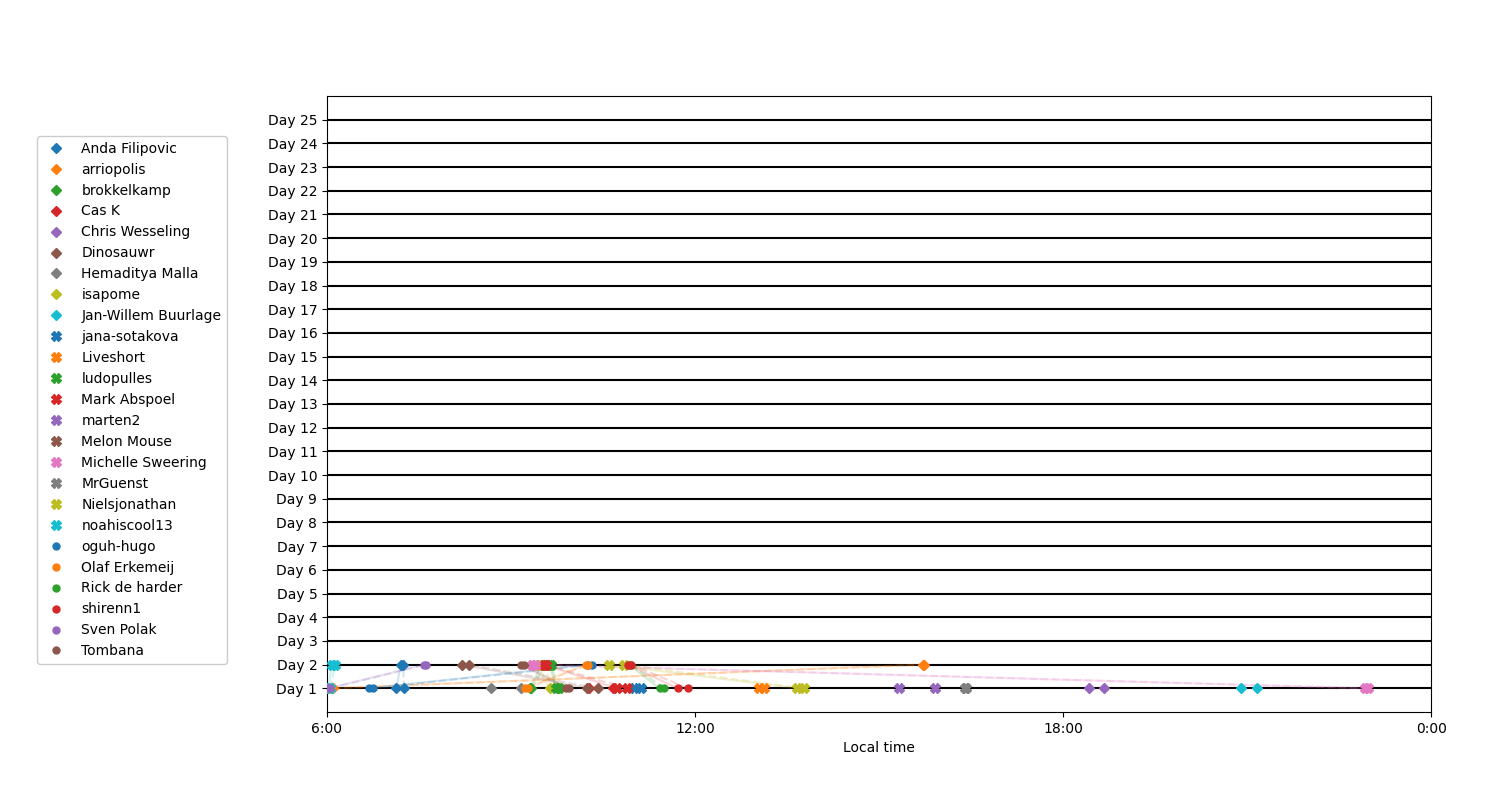 Anda Filipovic
arriopolis
brokkelkamp
Cas K
Chris Wesseling
Dinosauwr
Hemaditya Malla
isapome
Jan-Willem Buurlage
jana-sotakova
Liveshort
ludopulles
Mark Abspoel
marten2
Melon Mouse
Michelle Sweering
MrGuenst
Nielsjonathan
noahiscool13
oguh-hugo
Olaf Erkemeij
Rick de harder
shirenn1
Sven Polak
Tombana
Day 25
Day 24
Day 23
Day 22
Day 21
Day 20
Day 19
Day 18
Day 17
Day 16
Day 15
Day 14
Day 13
Day 12
Day 11
Day 10
Day 9
Day 8
Day 7
Day 6
Day 5
Day 4
Day 3
Day 2
Day 1
6:00 12:00 18:00 0:00
Local time